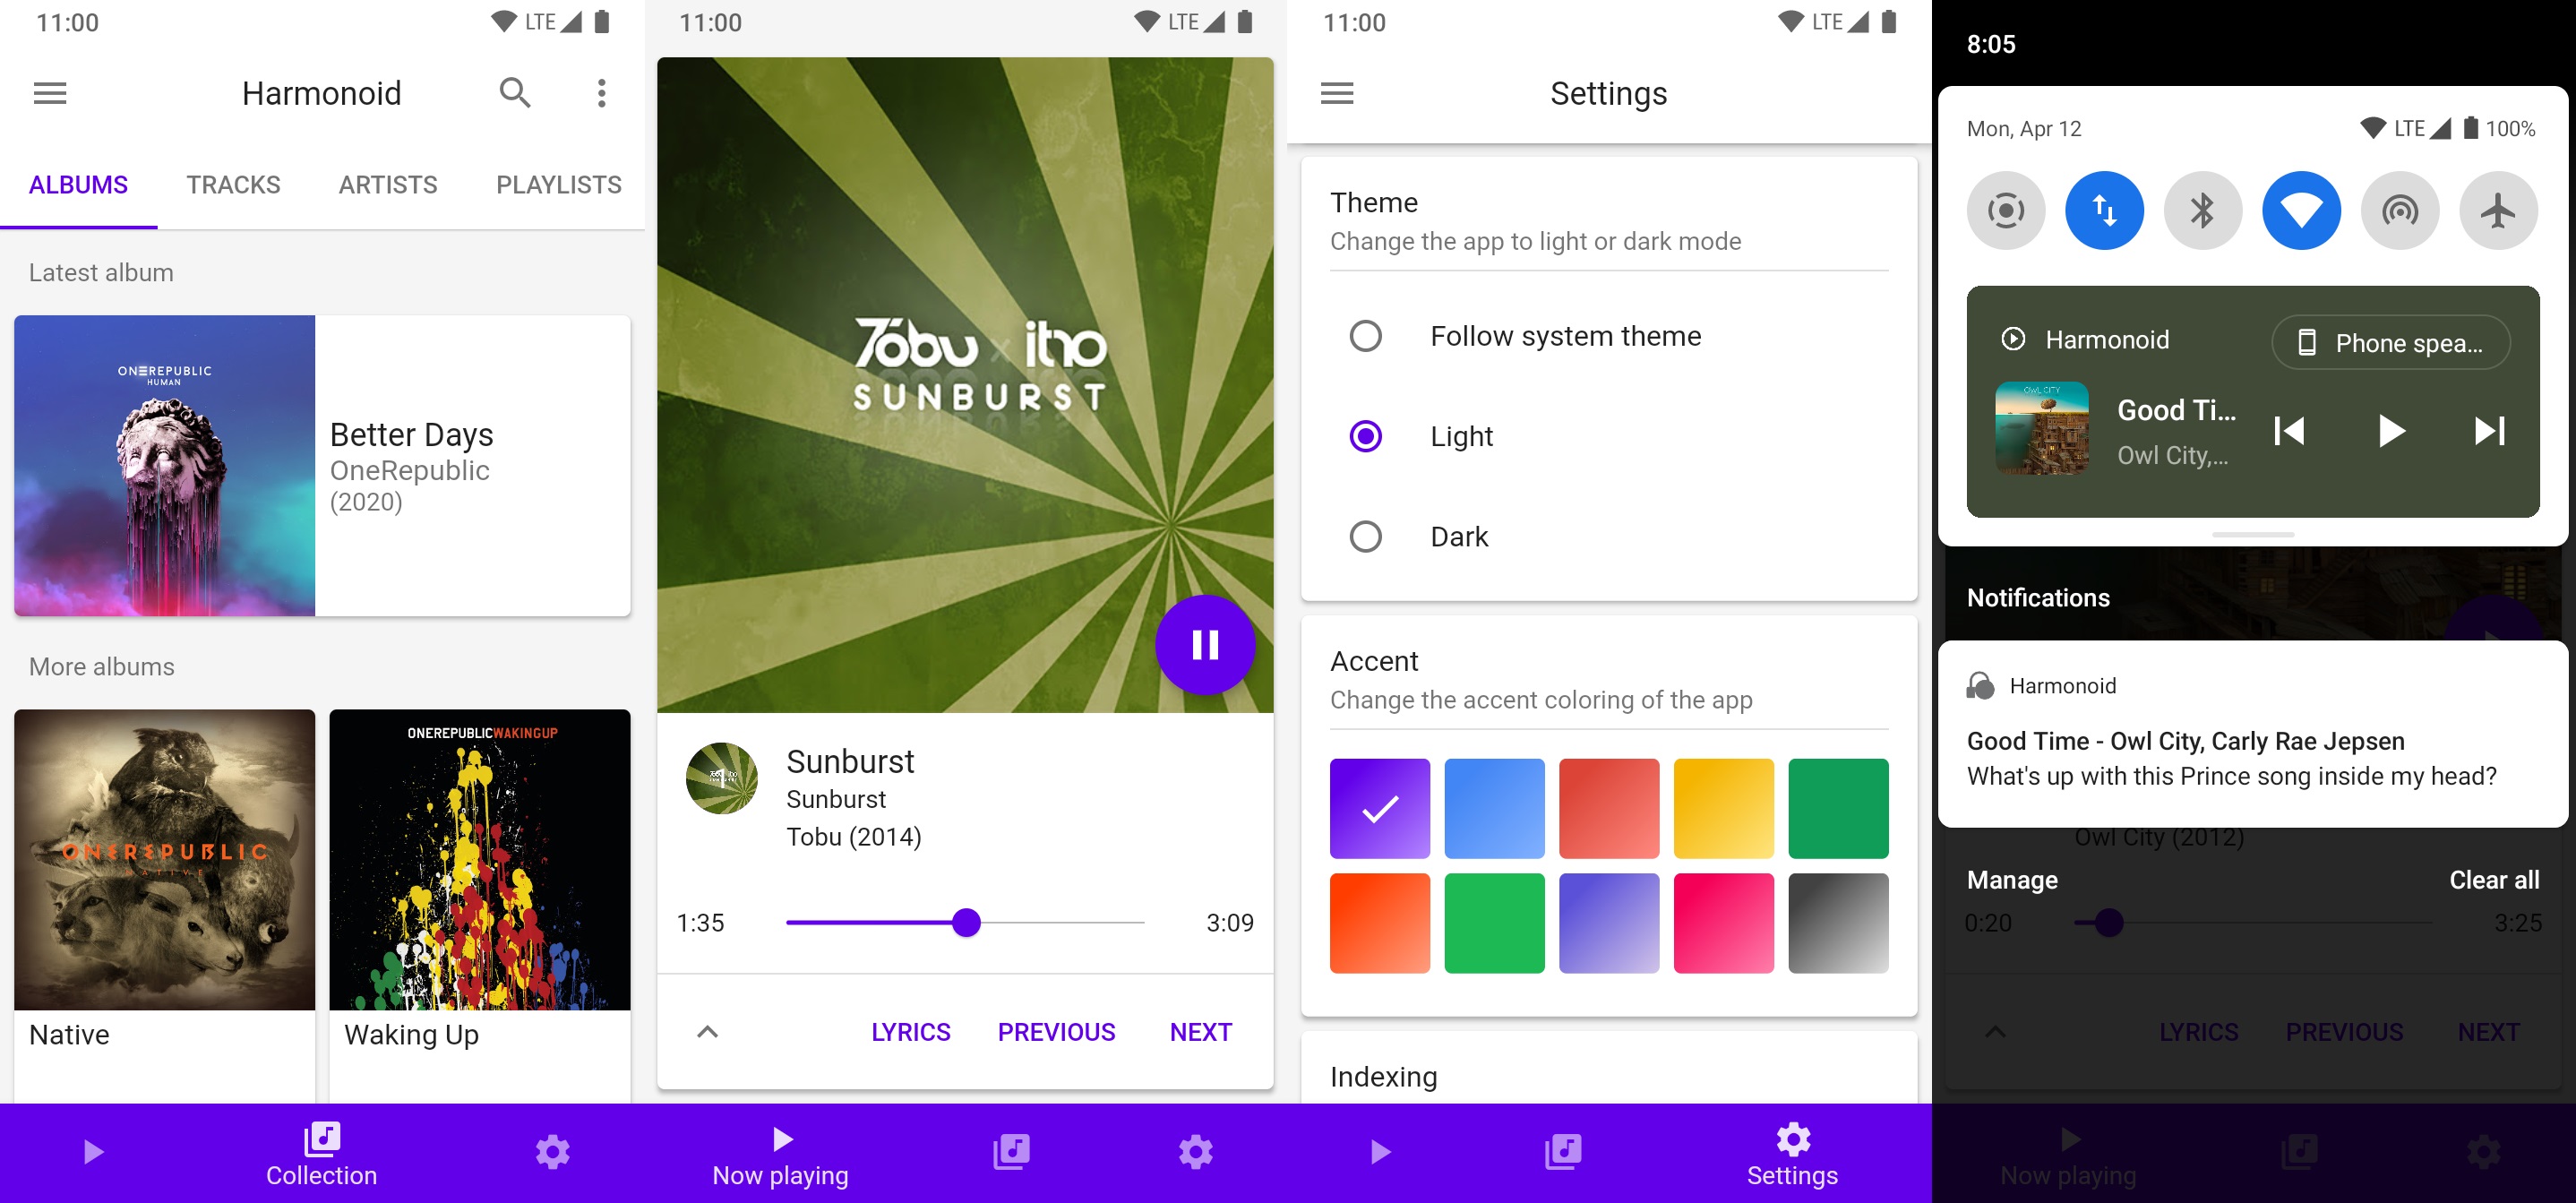 11:00
LTE
Harmonoid
ALBUMS
TRACKS
ARTISTS
PLAYLISTS
Latest album
ONEREPUBLIC
HUMAN
Better Days
OneRepublic
(2020)
More albums
ONEREPUBLIC
NATIVE
Native
ONEREPUBLICWAKINGUP
Waking Up
Collection
11:00
LTE
Tobu x itro
SUNBURST
Sunburst
Sunburst
Tobu (2014)
1:35
3:09
LYRICS
PREVIOUS
NEXT
Now playing
11:00
LTE
Settings
Theme
Change the app to light or dark mode
Follow system theme
Light
Dark
Accent
Change the accent coloring of the app
Indexing
Settings
8:05
Mon, Apr 12
LTE
100%
Harmonoid
Phone spea...
OWL CITY
Good Ti...
Owl City,...
Notifications
Harmonoid
Good Time - Owl City, Carly Rae Jepsen
What's up with this Prince song inside my head?
Owl City (2012)
Manage
Clear all
0:20
3:25
LYRICS
PREVIOUS
NEXT
Now playing